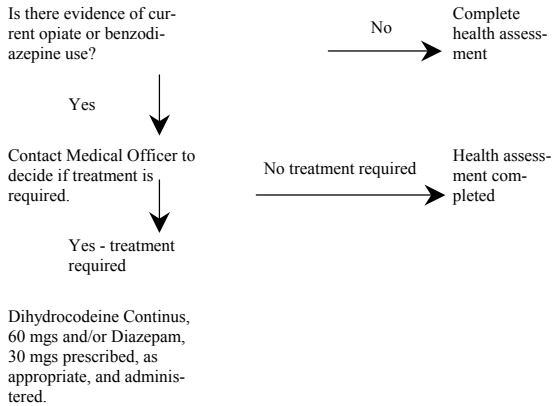 Is there evidence of cur-
rent opiate or benzodi-
azepine use?
No
Complete
health assess-
ment
Yes
Contact Medical Officer to
decide if treatment is
required.
No treatment required
Health assess-
ment com-
pleted
Yes - treatment
required
Dihydrocodeine Continus,
60 mgs and/or Diazepam,
30 mgs prescribed, as
appropriate, and adminis-
tered.